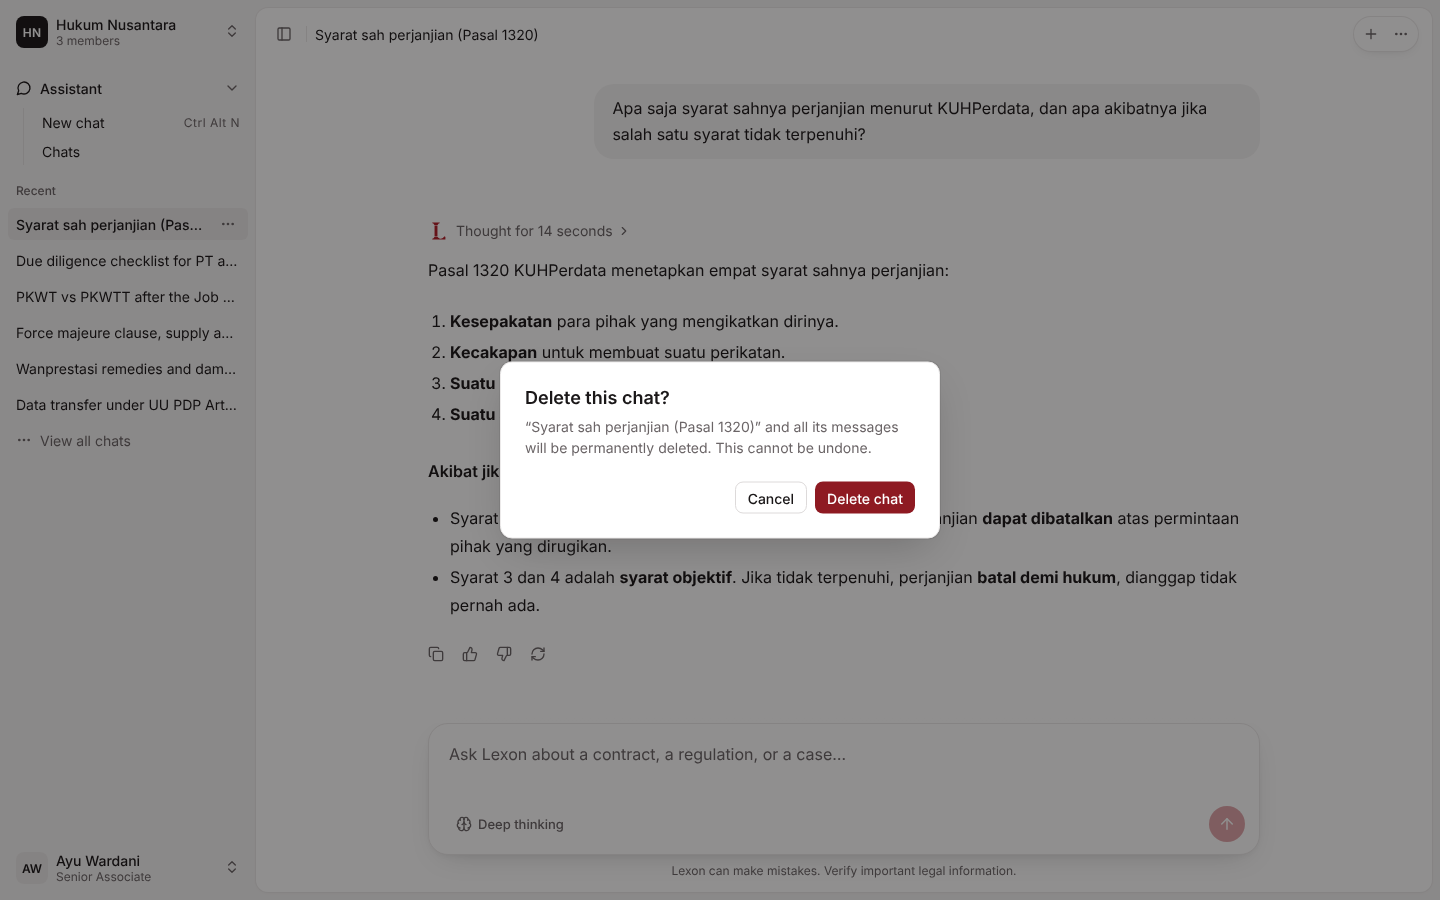 HN
Hukum Nusantara
3 members
Assistant
New chat
Ctrl Alt N
Chats
Recent
Syarat sah perjanjian (Pas...
Due diligence checklist for PT a...
PKWT vs PKWTT after the Job ...
Force majeure clause, supply a...
Wanprestasi remedies and dam...
Data transfer under UU PDP Art...
View all chats
AW
Ayu Wardani
Senior Associate
Syarat sah perjanjian (Pasal 1320)
Apa saja syarat sahnya perjanjian menurut KUHPerdata, dan apa akibatnya jika
salah satu syarat tidak terpenuhi?
L
Thought for 14 seconds
Pasal 1320 KUHPerdata menetapkan empat syarat sahnya perjanjian:
1. Kesepakatan para pihak yang mengikatkan dirinya.
2. Kecakapan untuk membuat suatu perikatan.
3. Suatu
4. Suatu
Delete this chat?
“Syarat sah perjanjian (Pasal 1320)” and all its messages
will be permanently deleted. This cannot be undone.
Cancel
Delete chat
Akibat jik
• Syarat
dapat dibatalkan atas permintaan
pihak yang dirugikan.
• Syarat 3 dan 4 adalah syarat objektif. Jika tidak terpenuhi, perjanjian batal demi hukum, dianggap tidak
pernah ada.
Ask Lexon about a contract, a regulation, or a case...
Deep thinking
Lexon can make mistakes. Verify important legal information.